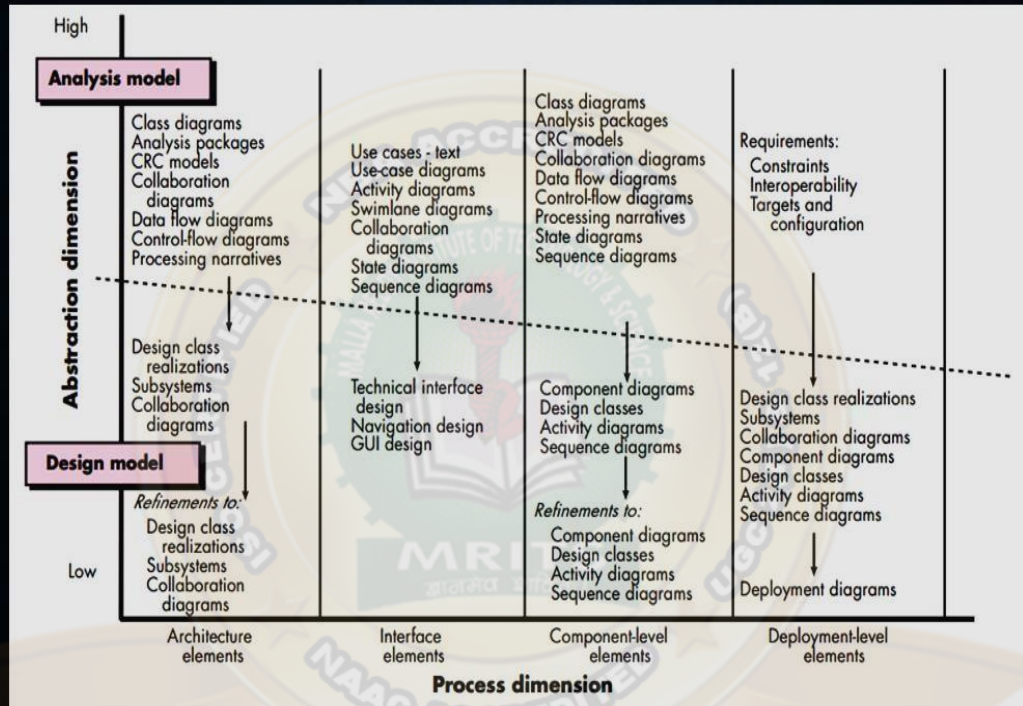 High
Analysis model
Abstraction dimension
Class diagrams
Analysis packages
CRC models
Collaboration
diagrams
Data flow diagrams
Control-flow diagrams
Processing narratives
Design class
realizations
Subsystems
Collaboration
diagrams
Design model
Refinements to:
Design class
realizations
Subsystems
Collaboration
diagrams
Low
Use cases - text
Use-case diagrams
Activity diagrams
Swimlane diagrams
Collaboration
diagrams
State diagrams
Sequence diagrams
Technical interface
design
Navigation design
GUI design
Class diagrams
Analysis packages
CRC models
Collaboration diagrams
Data flow diagrams
Control-flow diagrams
Processing narratives
State diagrams
Sequence diagrams
Component diagrams
Design classes
Activity diagrams
Sequence diagrams
Refinements to:
Component diagrams
Design classes
Activity diagrams
Sequence diagrams
Requirements:
Constraints
Interoperability
Targets and
configuration
Design class realizations
Subsystems
Collaboration diagrams
Component diagrams
Design classes
Activity diagrams
Sequence diagrams
Deployment diagrams
Architecture
elements
Interface
elements
Component-level
elements
Deployment-level
elements
Process dimension